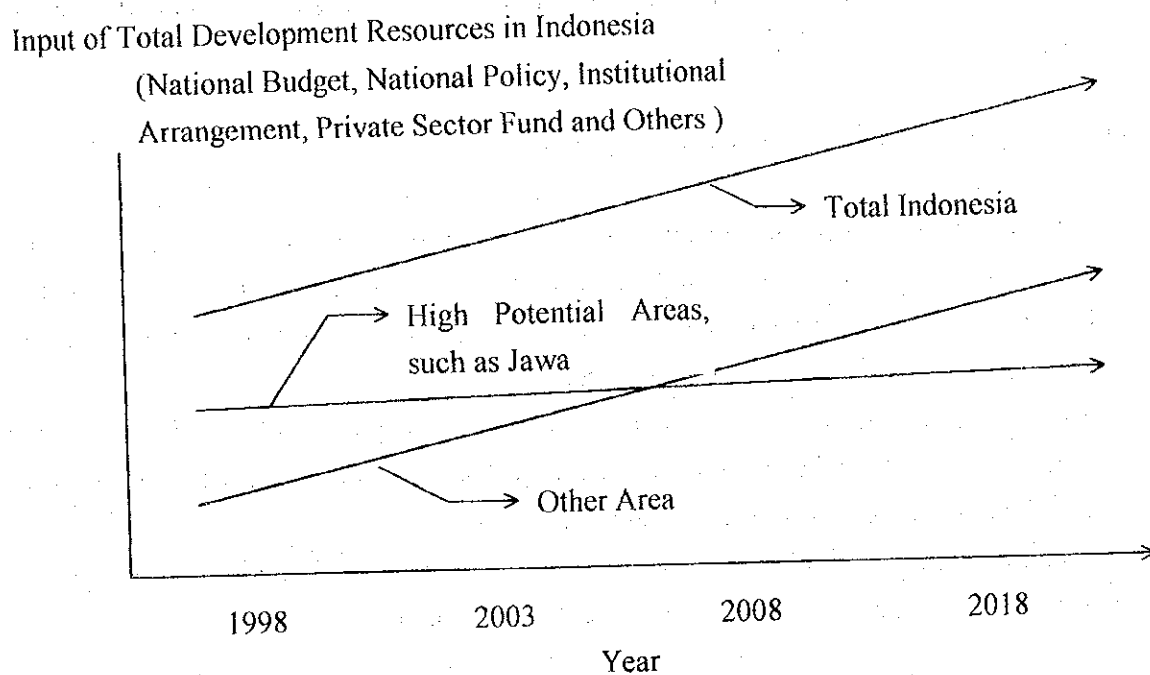 Input of Total Development Resources in Indonesia
(National Budget, National Policy, Institutional
Arrangement, Private Sector Fund and Others )
Total Indonesia
High Potential Areas,
such as Jawa
Other Area
1998 2003 2008 2018
Year